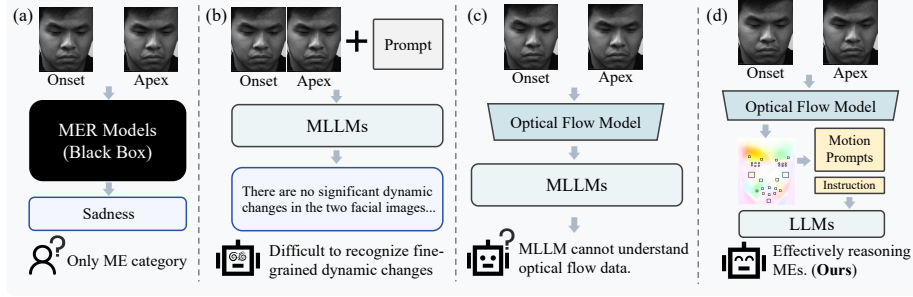 (a)
Onset
Apex
MER Models
(Black Box)
Sadness
?
Only ME category
(b)
+
Prompt
Onset
Apex
MLLMs
There are no significant dynamic
changes in the two facial images...
Difficult to recognize fine-
grained dynamic changes
(c)
Onset
Apex
Optical Flow Model
MLLMs
?
MLLM cannot understand
optical flow data.
(d)
Onset
Apex
Optical Flow Model
Motion
Prompts
Instruction
LLMs
Effectively reasoning
MEs. (Ours)